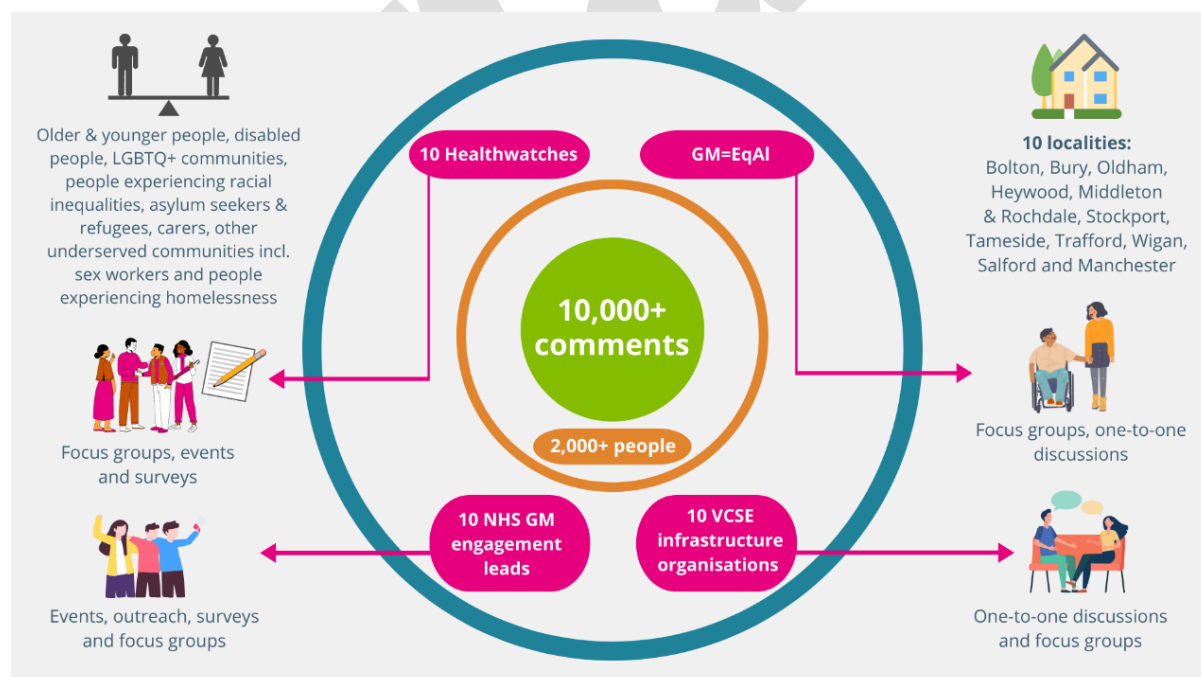 Older & younger people, disabled
people, LGBTQ+ communities,
people experiencing racial
inequalities, asylum seekers &
refugees, carers, other
underserved communities incl.
sex workers and people
experiencing homelessness
Focus groups, events
and surveys
Events, outreach, surveys
and focus groups
10 Healthwatches
GM=EqAl
10,000+
comments
2,000+ people
10 NHS GM
engagement
leads
10 VCSE
infrastructure
organisations
10 localities:
Bolton, Bury, Oldham,
Heywood, Middleton
& Rochdale, Stockport,
Tameside, Trafford, Wigan,
Salford and Manchester
Focus groups, one-to-one
discussions
One-to-one discussions
and focus groups